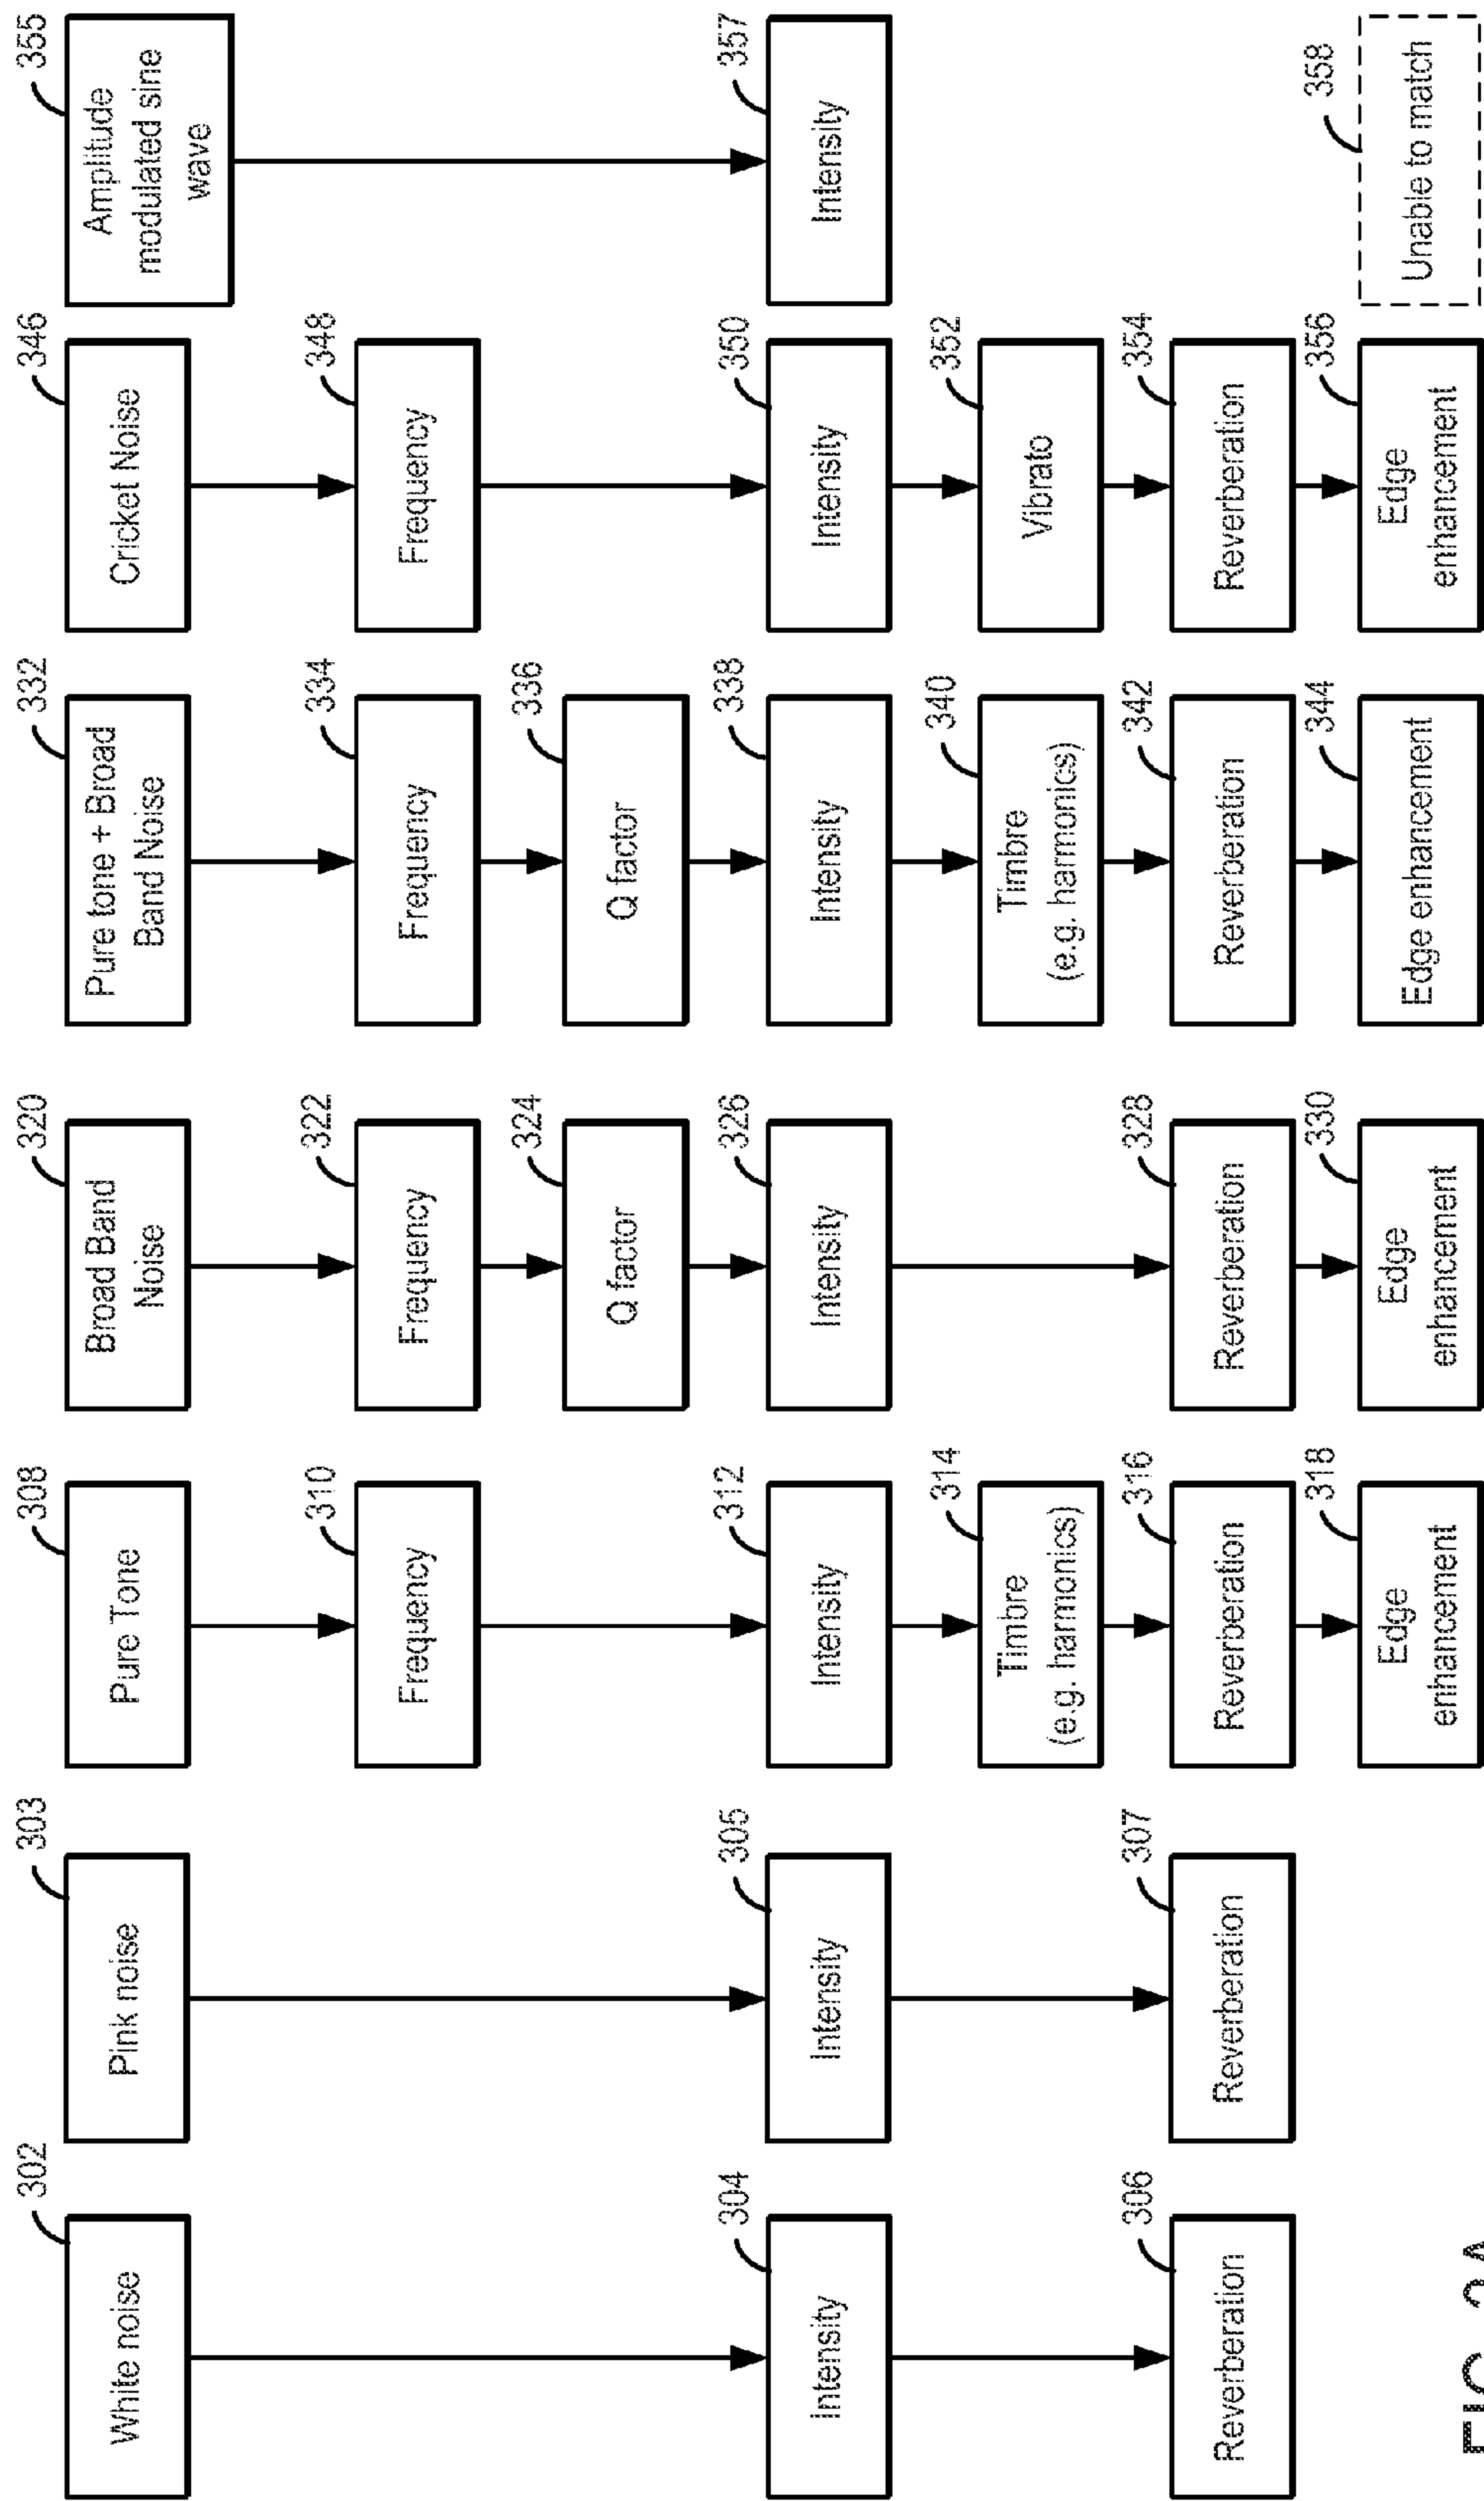 302
White noise
304
Intensity
306
Reverberation
303
Pink noise
305
Intensity
307
Reverberation
308
Pure Tone
310
Frequency
312
Intensity
314
Timbre
(e.g. harmonics)
316
Reverberation
318
Edge
enhancement
320
Broad Band
Noise
322
Frequency
324
Q factor
326
Intensity
328
Reverberation
330
Edge
enhancement
332
Pure tone + Broad
Band Noise
334
Frequency
336
Q factor
338
Intensity
340
Timbre
(e.g. harmonics)
342
Reverberation
344
Edge enhancement
346
Cricket Noise
348
Frequency
350
Intensity
352
Vibrato
354
Reverberation
356
Edge
enhancement
355
Amplitude
modulated sine
wave
357
Intensity
358
Unable to match